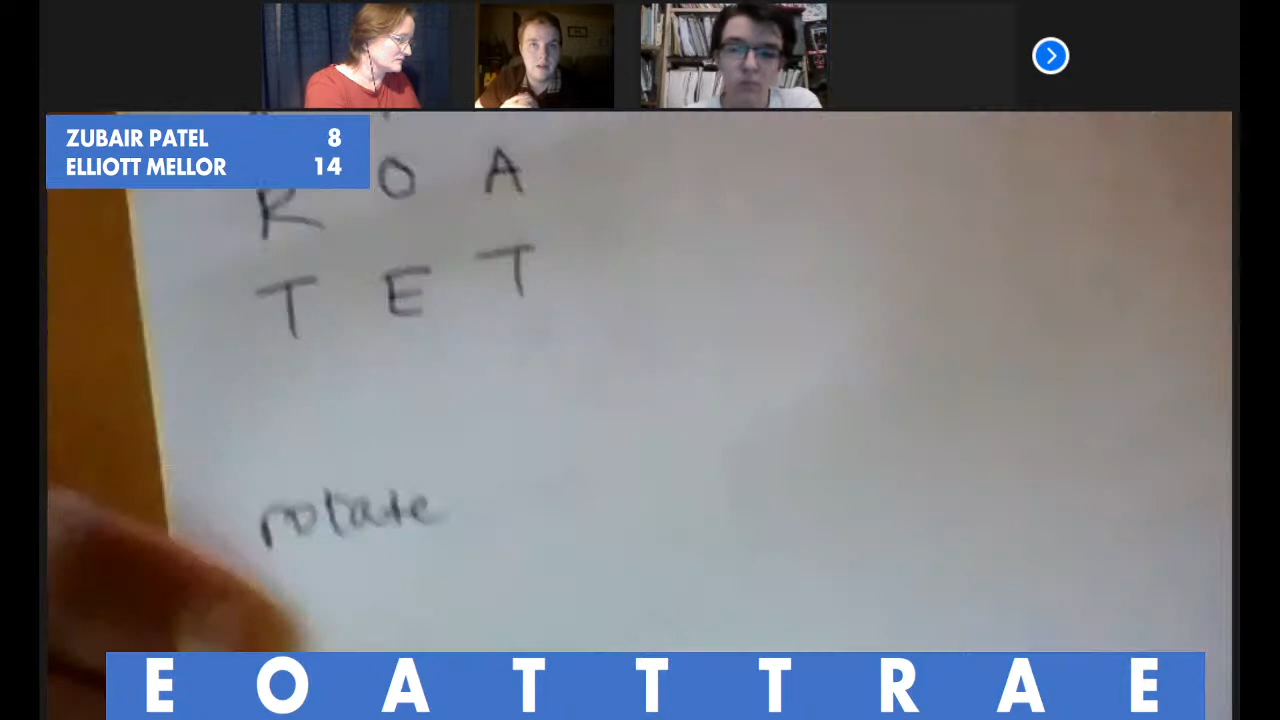 ZUBAIR PATEL 8
ELLIOTT MELLOR 14
R O A
T E T
rotate
E O A T T T R A E